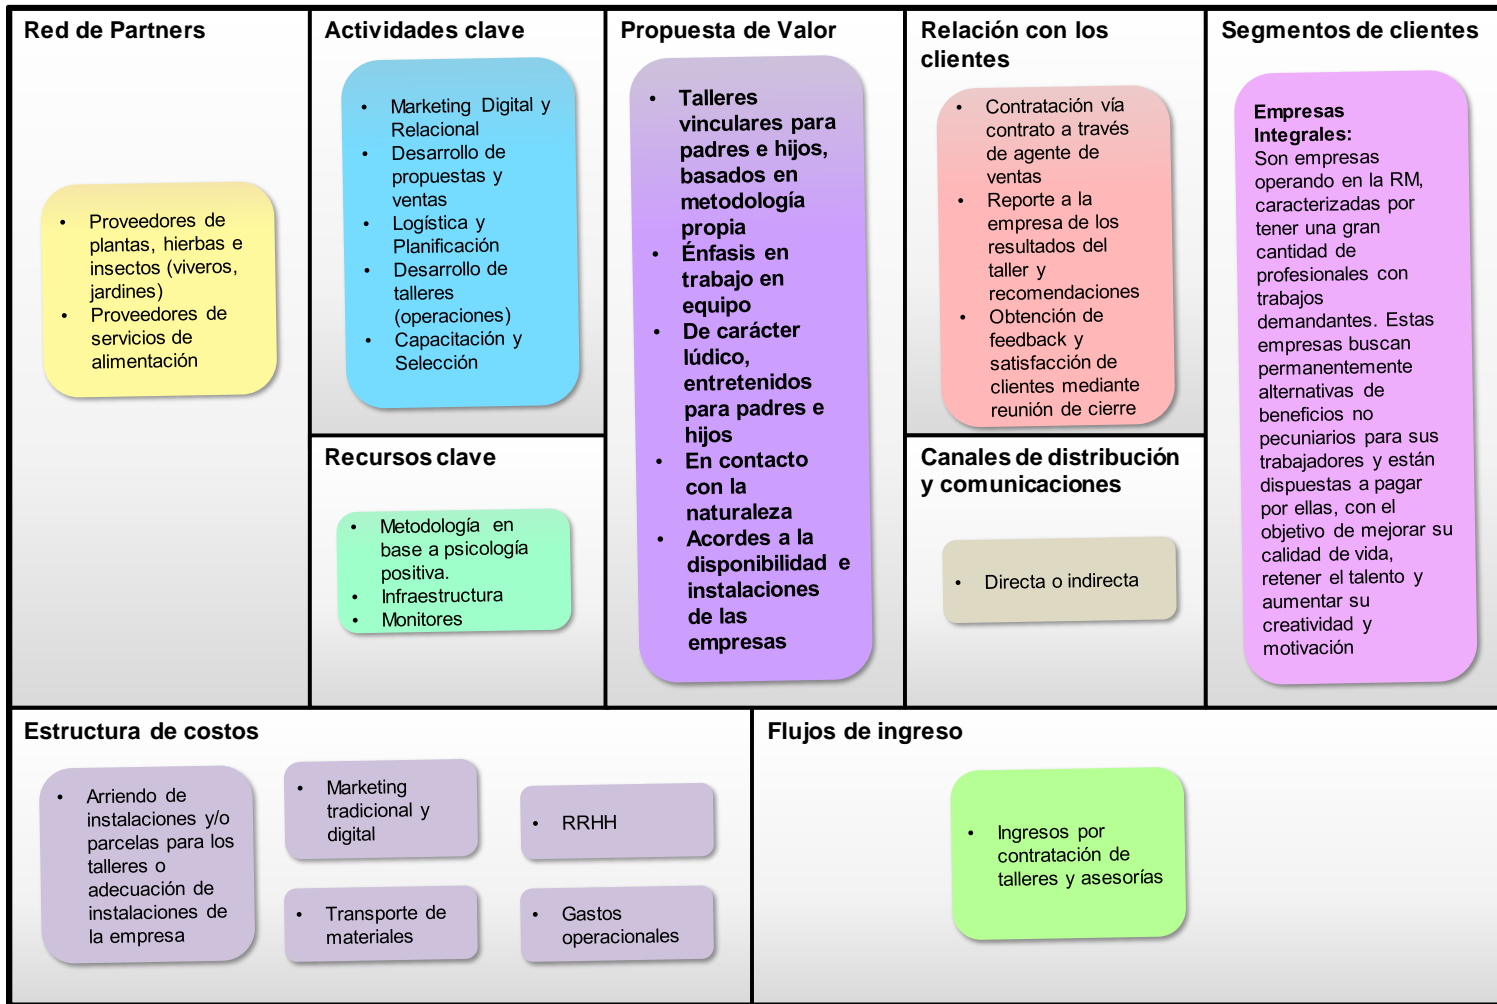 Red de Partners
• Proveedores de
plantas, hierbas e
insectos (viveros,
jardines)
• Proveedores de
servicios de
alimentación
Actividades clave
• Marketing Digital y
Relacional
• Desarrollo de
propuestas y
ventas
• Logística y
Planificación
• Desarrollo de
talleres
(operaciones)
• Capacitación y
Selección
Recursos clave
• Metodología en
base a psicología
positiva.
• Infraestructura
• Monitores
Propuesta de Valor
• Talleres
vinculares para
padres e hijos,
basados en
metodología
propia
• Énfasis en
trabajo en
equipo
• De carácter
lúdico,
entretenidos
para padres e
hijos
• En contacto
con la
naturaleza
• Acordes a la
disponibilidad e
instalaciones
de las
empresas
Relación con los
clientes
• Contratación vía
contrato a través
de agente de
ventas
• Reporte a la
empresa de los
resultados del
taller y
recomendaciones
• Obtención de
feedback y
satisfacción de
clientes mediante
reunión de cierre
Canales de distribución
y comunicaciones
• Directa o indirecta
Segmentos de clientes
Empresas
Integrales:
Son empresas
operando en la RM,
caracterizadas por
tener una gran
cantidad de
profesionales con
trabajos
demandantes. Estas
empresas buscan
permanentemente
alternativas de
beneficios no
pecuniarios para sus
trabajadores y están
dispuestas a pagar
por ellas, con el
objetivo de mejorar su
calidad de vida,
retener el talento y
aumentar su
creatividad y
motivación
Estructura de costos
• Arriendo de
instalaciones y/o
parcelas para los
talleres o
adecuación de
instalaciones de
la empresa
• Marketing
tradicional y
digital
• Transporte de
materiales
• RRHH
• Gastos
operacionales
Flujos de ingreso
• Ingresos por
contratación de
talleres y asesorías